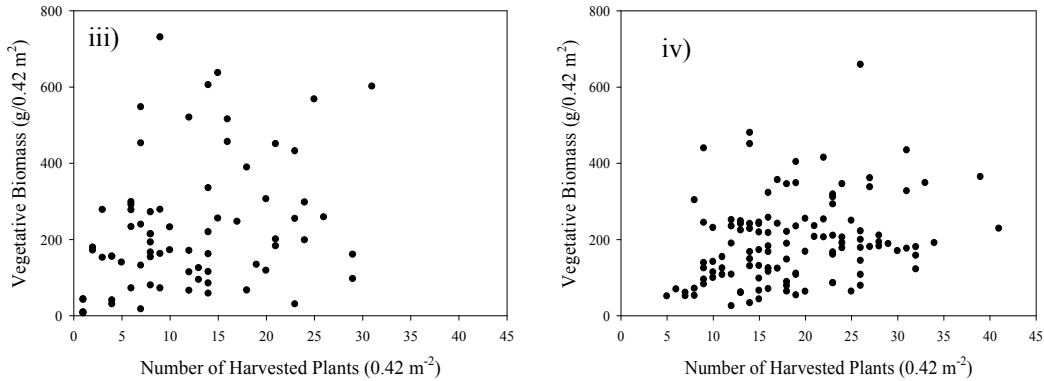 iii)
Vegetative Biomass (g/0.42 m²)
800
600
400
200
0
0 5 10 15 20 25 30 35 40 45
Number of Harvested Plants (0.42 m⁻²)
iv)
Vegetative Biomass (g/0.42 m²)
800
600
400
200
0
0 5 10 15 20 25 30 35 40 45
Number of Harvested Plants (0.42 m⁻²)